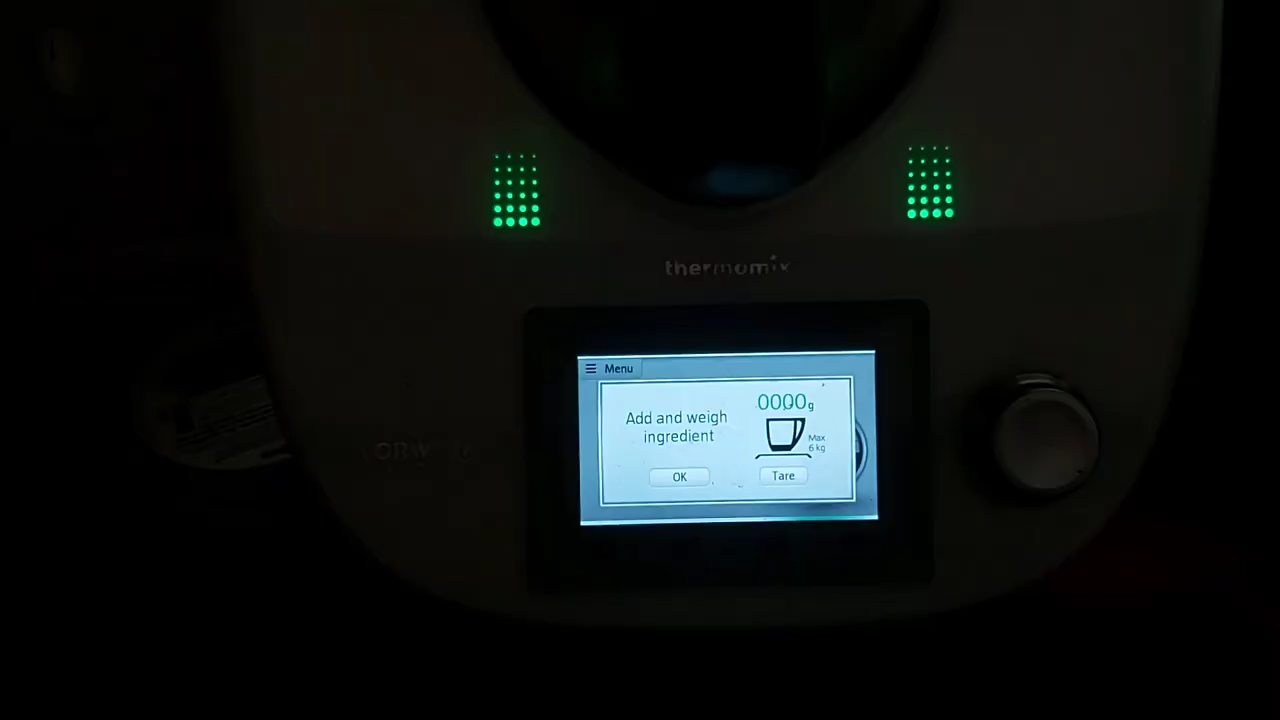 thermomix
Menu
0000g
Add and weigh
ingredient
Max
6 kg
OK
Tare